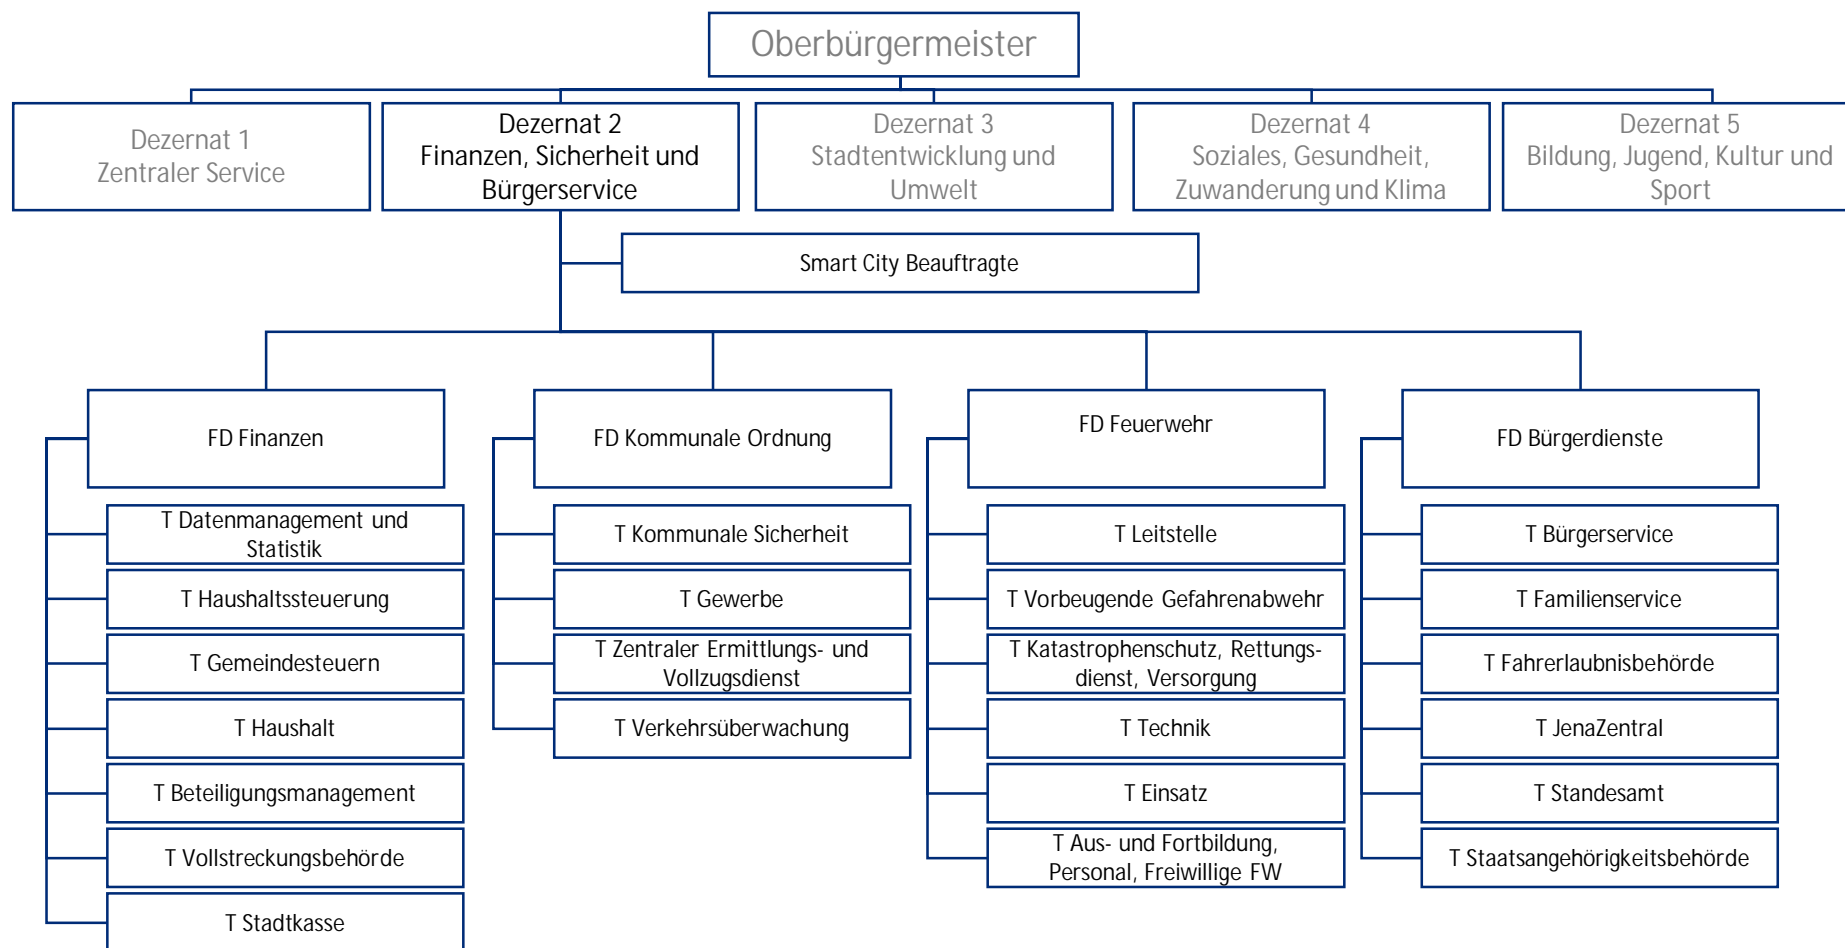 Oberbürgermeister
Dezernat 1
Zentraler Service
Dezernat 2
Finanzen, Sicherheit und
Bürgerservice
Dezernat 3
Stadtentwicklung und
Umwelt
Dezernat 4
Soziales, Gesundheit,
Zuwanderung und Klima
Dezernat 5
Bildung, Jugend, Kultur und
Sport
Smart City Beauftragte
FD Finanzen
T Datenmanagement und
Statistik
T Haushaltssteuerung
T Gemeindesteuern
T Haushalt
T Beteiligungsmanagement
T Vollstreckungsbehörde
T Stadtkasse
FD Kommunale Ordnung
T Kommunale Sicherheit
T Gewerbe
T Zentraler Ermittlungs- und
Vollzugsdienst
T Verkehrsüberwachung
FD Feuerwehr
T Leitstelle
T Vorbeugende Gefahrenabwehr
T Katastrophenschutz, Rettungs-
dienst, Versorgung
T Technik
T Einsatz
T Aus- und Fortbildung,
Personal, Freiwillige FW
FD Bürgerdienste
T Bürgerservice
T Familienservice
T Fahrerlaubnisbehörde
T JenaZentral
T Standesamt
T Staatsangehörigkeitsbehörde